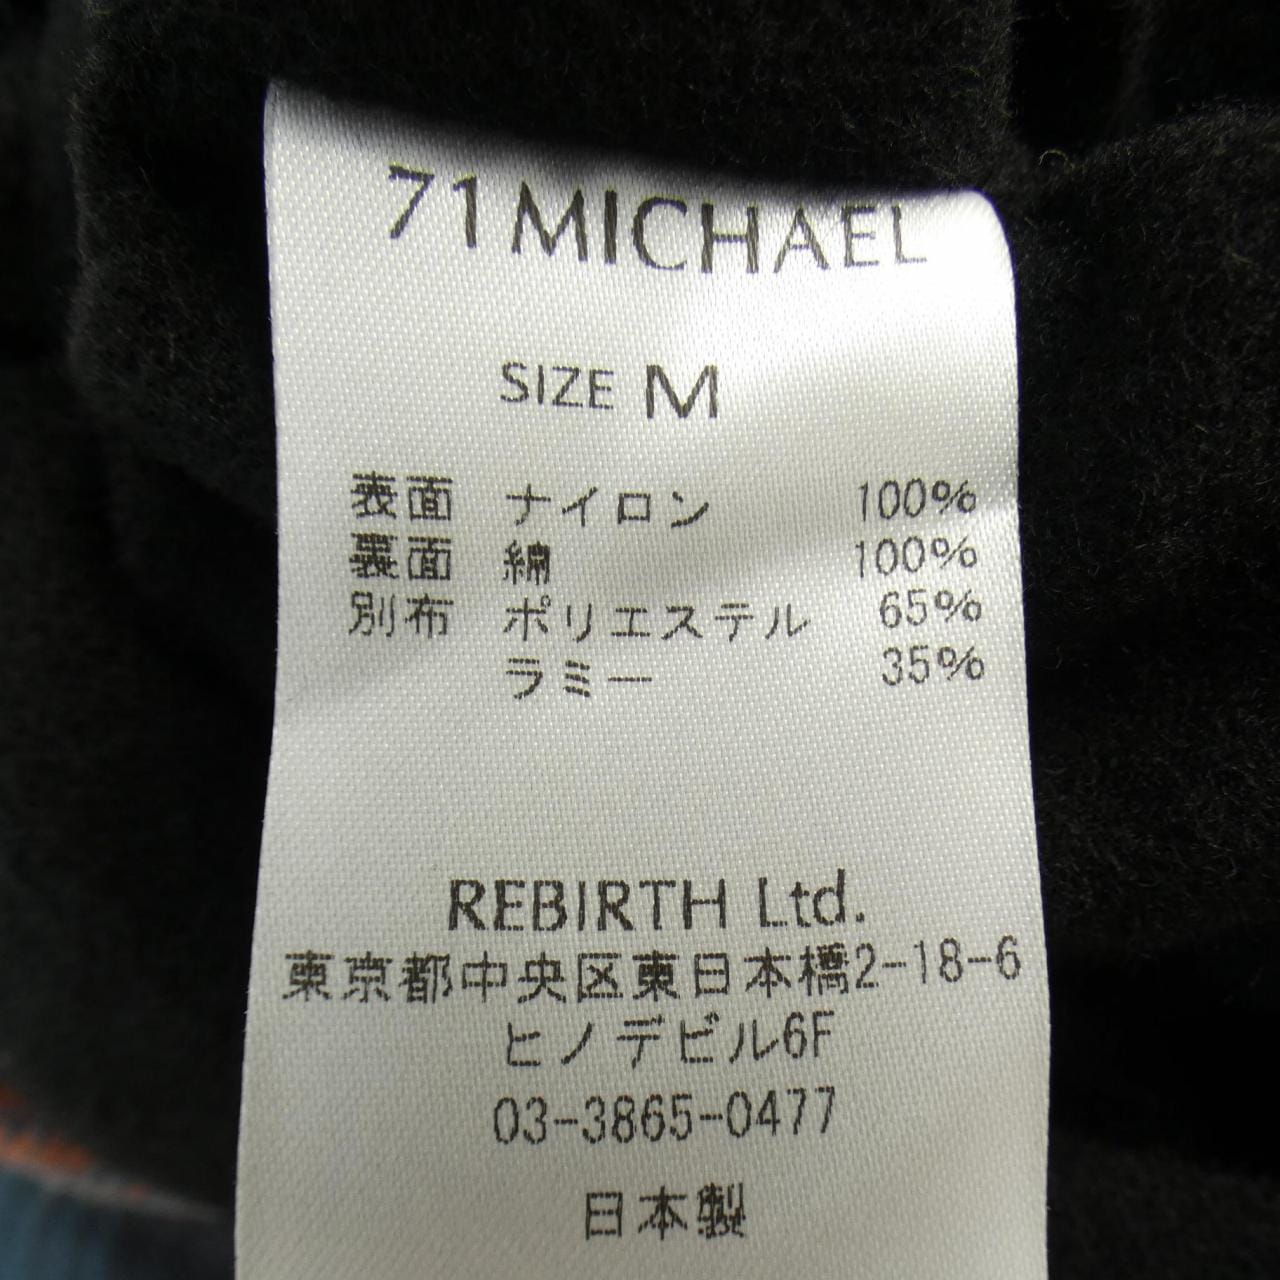 71 MICHAEL
SIZE M
表面 ナイロン 100%
裏面 綿 100%
別布 ポリエステル 65%
ラミー 35%
REBIRTH Ltd.
東京都中央区東日本橋2-18-6
ヒノデビル6F
03-3865-0477
日本製